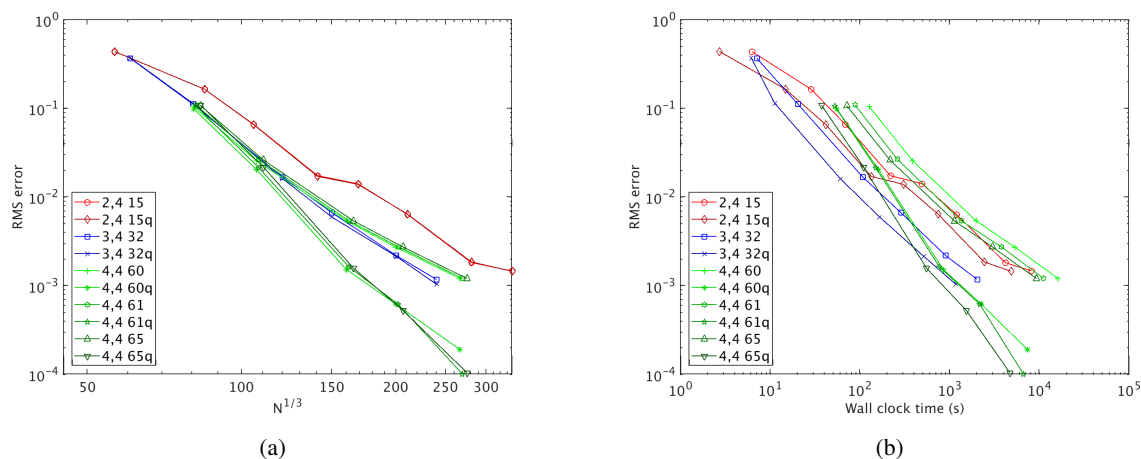 10^0
10^-1
10^-2
10^-3
10^-4
RMS error
2,4 15
2,4 15q
3,4 32
3,4 32q
4,4 60
4,4 60q
4,4 61
4,4 61q
4,4 65
4,4 65q
50 100 150 200 250 300
N^1/3
(a)
10^0
10^-1
10^-2
10^-3
10^-4
RMS error
2,4 15
2,4 15q
3,4 32
3,4 32q
4,4 60
4,4 60q
4,4 61
4,4 61q
4,4 65
4,4 65q
10^0 10^1 10^2 10^3 10^4 10^5
Wall clock time (s)
(b)